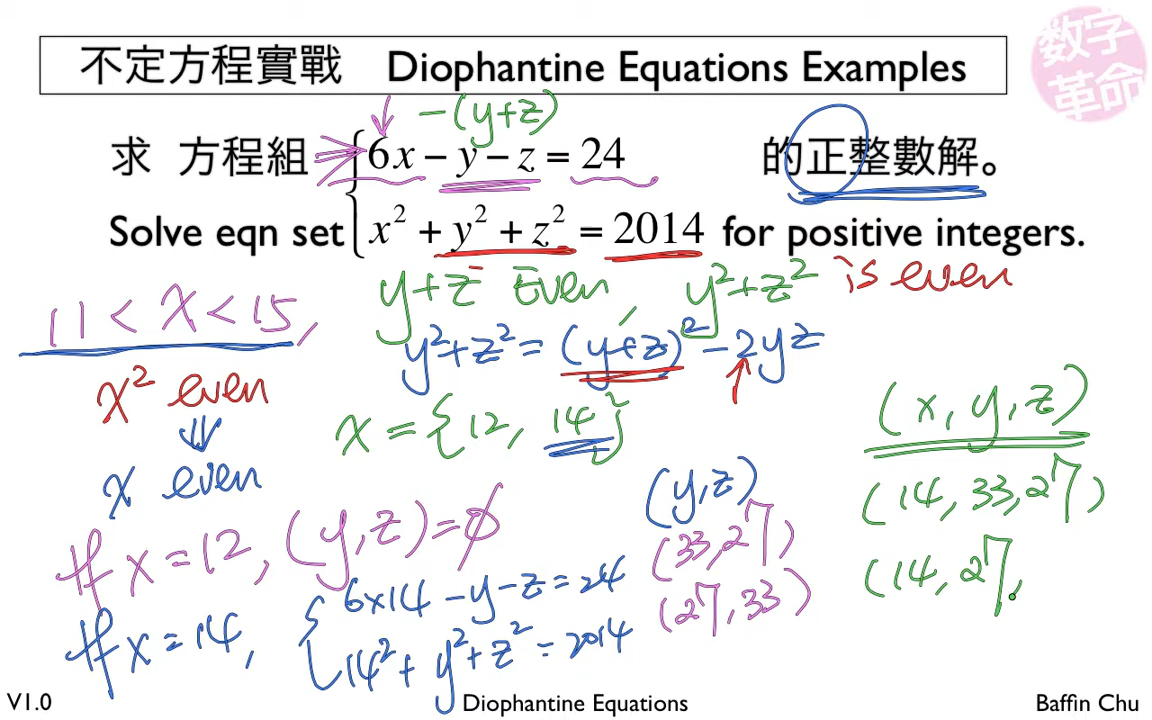 不定方程實戰 Diophantine Equations Examples
数字
革命
-(y+z)
求 方程組 6x - y - z = 24 的正整數解。
Solve eqn set x² + y² + z² = 2014 for positive integers.
11 < x < 15,
y+z Even, y²+z² is even
y²+z² = (y+z)² - 2yz
x² even
⇓
x even
x = {12, 14}
(x, y, z)
(y,z)
(14, 33, 27)
if x = 12, (y, z) = ∅
(33, 27)
(14, 27,
if x = 14, { 6x14 - y - z = 24
14² + y² + z² = 2014
(27, 33)
V1.0
Diophantine Equations
Baffin Chu